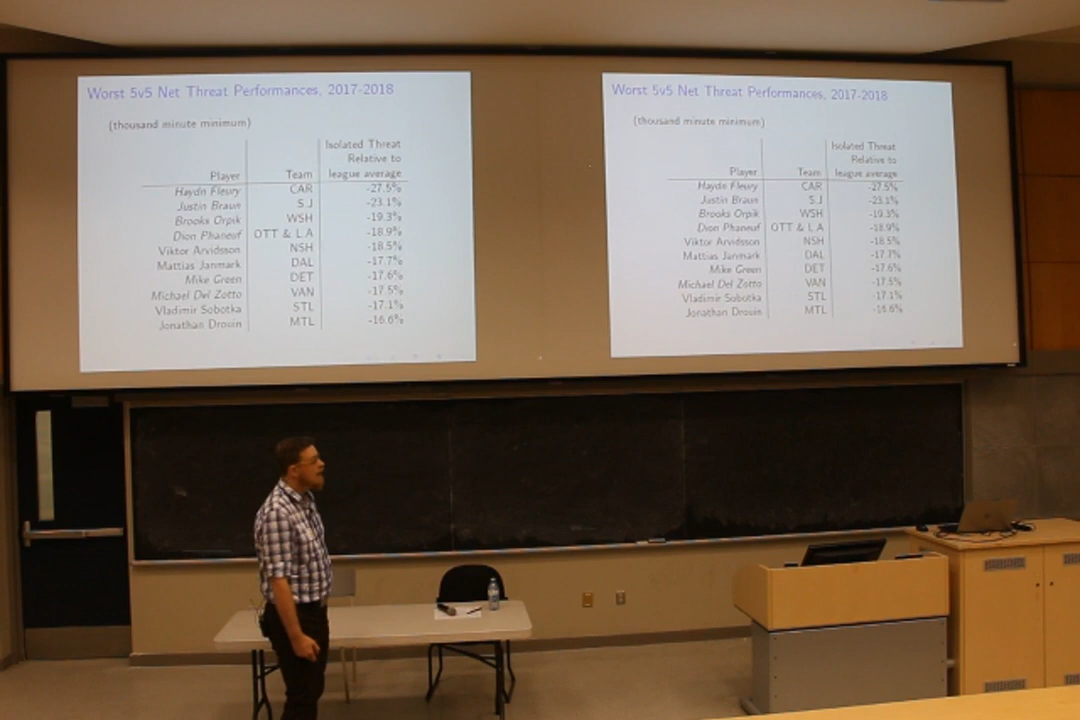 Worst 5v5 Net Threat Performances, 2017-2018
(thousand minute minimum)
Isolated Threat
Relative to
Player Team league average
Haydn Fleury CAR -27.5%
Justin Braun S.J -23.1%
Brooks Orpik WSH -19.3%
Dion Phaneuf OTT & L.A -18.9%
Viktor Arvidsson NSH -18.5%
Mattias Janmark DAL -17.7%
Mike Green DET -17.6%
Michael Del Zotto VAN -17.5%
Vladimir Sobotka STL -17.1%
Jonathan Drouin MTL -16.6%
Worst 5v5 Net Threat Performances, 2017-2018
(thousand minute minimum)
Isolated Threat
Relative to
Player Team league average
Haydn Fleury CAR -27.5%
Justin Braun S.J -23.1%
Brooks Orpik WSH -19.3%
Dion Phaneuf OTT & L.A -18.9%
Viktor Arvidsson NSH -18.5%
Mattias Janmark DAL -17.7%
Mike Green DET -17.6%
Michael Del Zotto VAN -17.5%
Vladimir Sobotka STL -17.1%
Jonathan Drouin MTL -16.6%